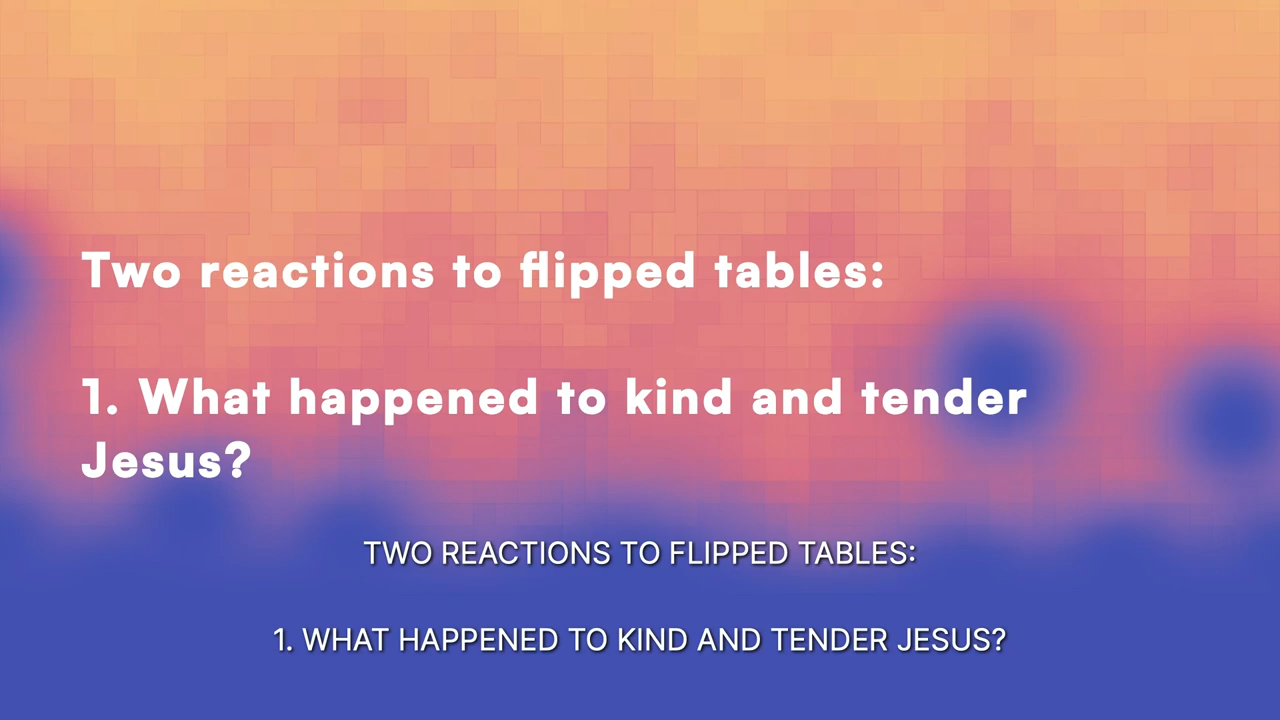 Two reactions to flipped tables:
1. What happened to kind and tender
Jesus?
TWO REACTIONS TO FLIPPED TABLES:
1. WHAT HAPPENED TO KIND AND TENDER JESUS?